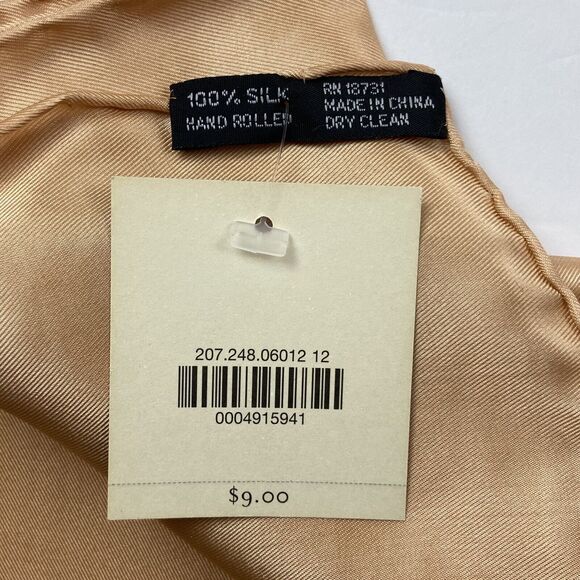 100% SILK
HAND ROLLED
RN 18731
MADE IN CHINA
DRY CLEAN
207.248.06012 12
0004915941
$9.00